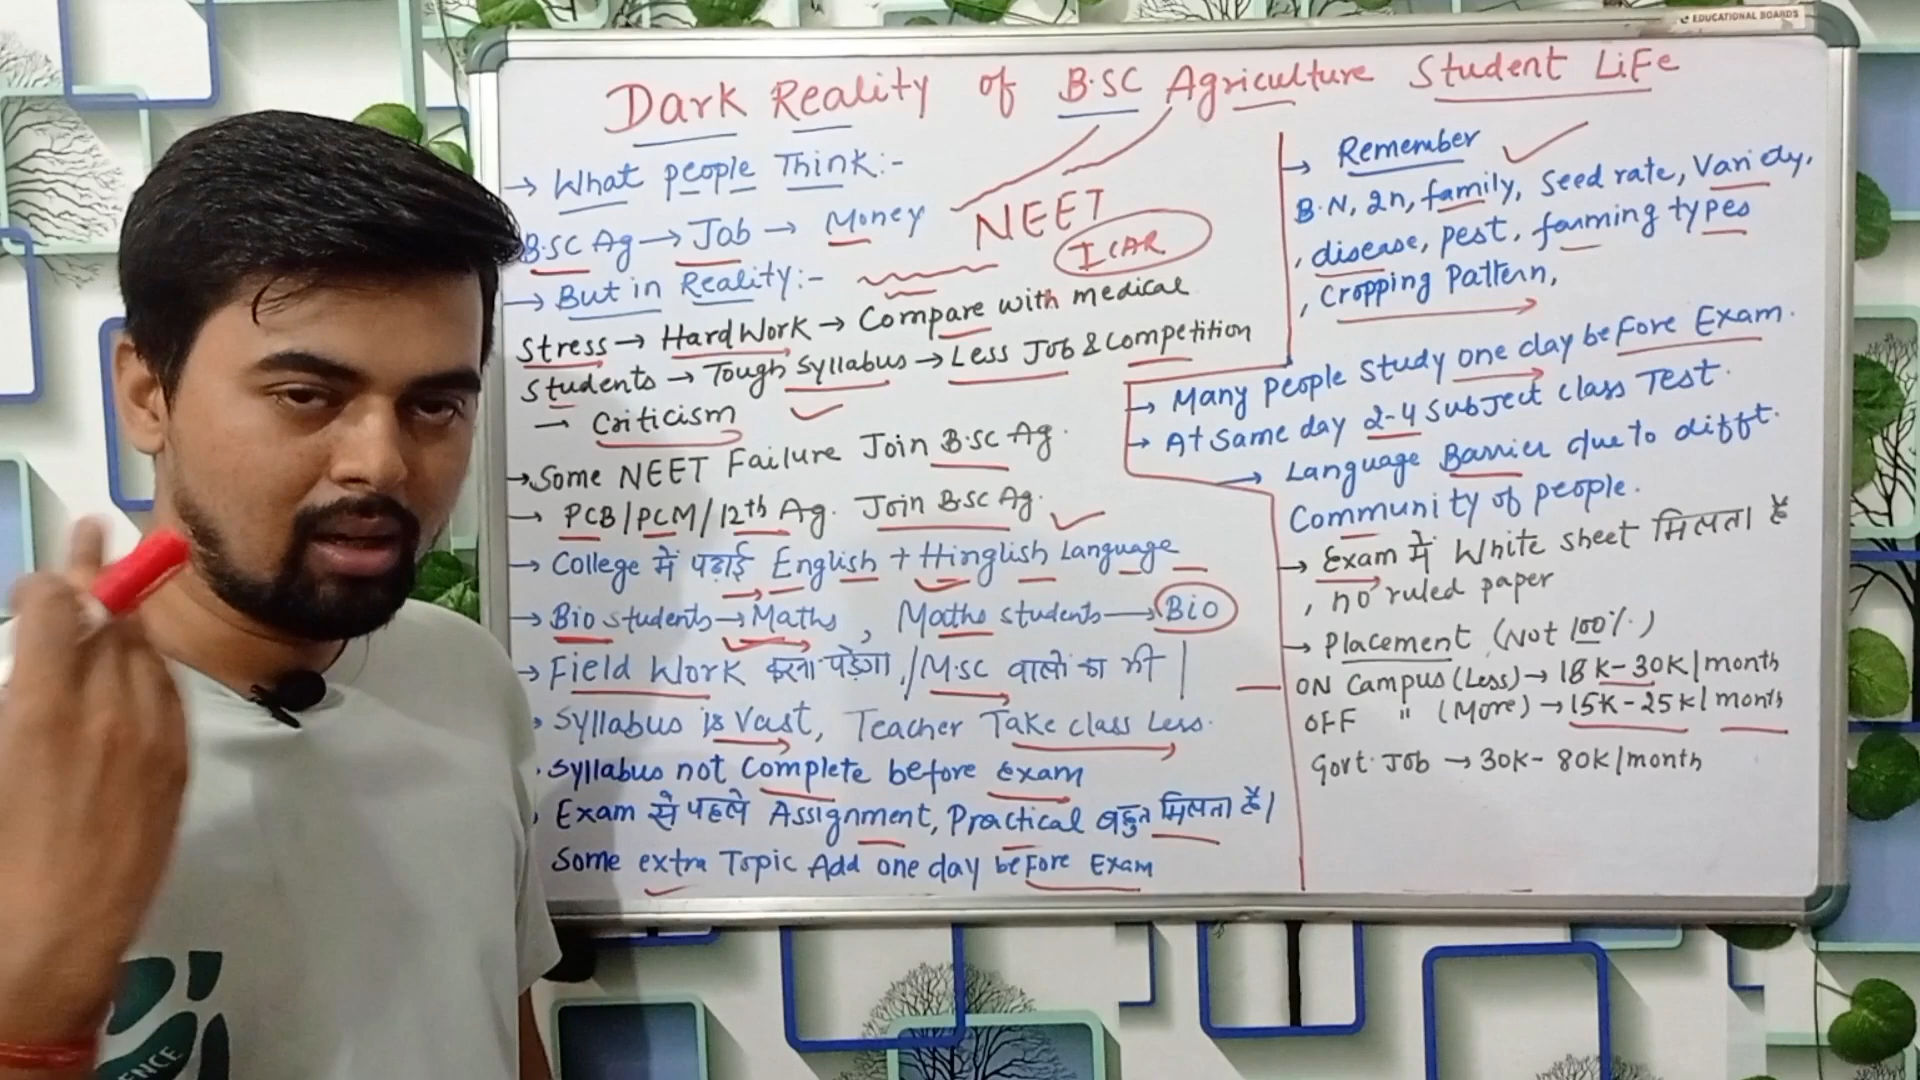 EDUCATIONAL BOARDS
Dark Reality of B.SC Agriculture Student Life
→ What people Think:-
B.SC Ag → Job → Money
NEET
ICAR
→ But in Reality:-
Stress → Hard Work → Compare with medical
Students → Tough Syllabus → Less Job & Competition
→ Criticism
→ Some NEET Failure Join B.SC Ag.
→ PCB/PCM/12th Ag. Join B.SC Ag.
→ College में पढ़ाई English + Hinglish Language
→ Bio students → Maths, Maths students → Bio
→ Field Work करना पड़ेगा,/M.SC वालो का भी |
Syllabus is Vast, Teacher Take class Less.
Syllabus not Complete before exam
Exam से पहले Assignment, Practical बहुत मिलता है।
Some extra Topic Add one day before Exam
→ Remember
B.N, 2n, family, Seed rate, Variety,
, disease, pest, farming types
, Cropping Pattern,
→ Many People Study one day before Exam.
→ At Same day 2-4 Subject class Test.
→ Language Barrier due to difft.
Community of people.
→ Exam में White sheet मिलता है
, no ruled paper
→ Placement (Not 100%)
ON Campus (Less) → 18K-30K/month
OFF " (More) → 15K-25K/month
Govt. Job → 30K-80K/month
ENCE